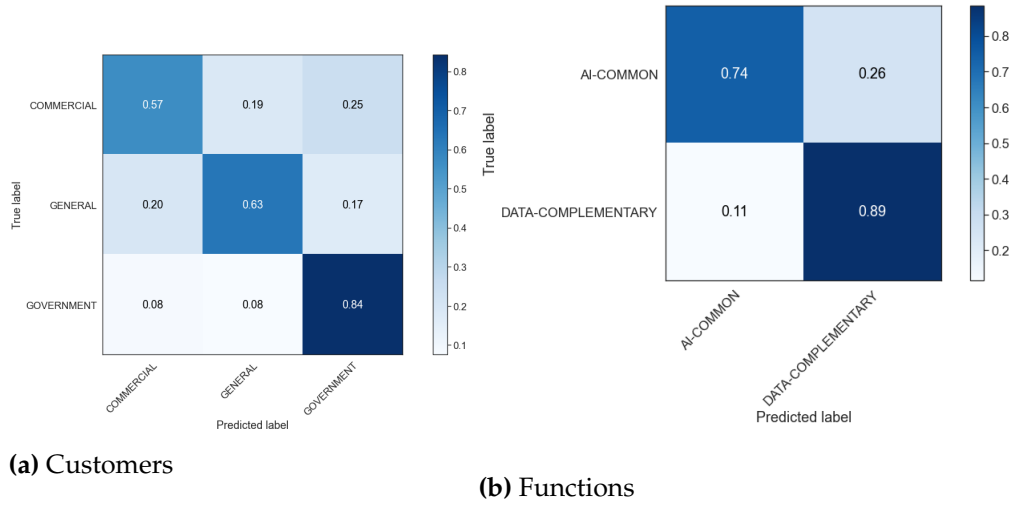 COMMERCIAL 0.57 0.19 0.25
GENERAL 0.20 0.63 0.17
GOVERNMENT 0.08 0.08 0.84
True label
COMMERCIAL GENERAL GOVERNMENT
Predicted label
0.8
0.7
0.6
0.5
0.4
0.3
0.2
0.1
(a) Customers
True label
AI-COMMON 0.74 0.26
DATA-COMPLEMENTARY 0.11 0.89
AI-COMMON DATA-COMPLEMENTARY
Predicted label
0.8
0.7
0.6
0.5
0.4
0.3
0.2
(b) Functions